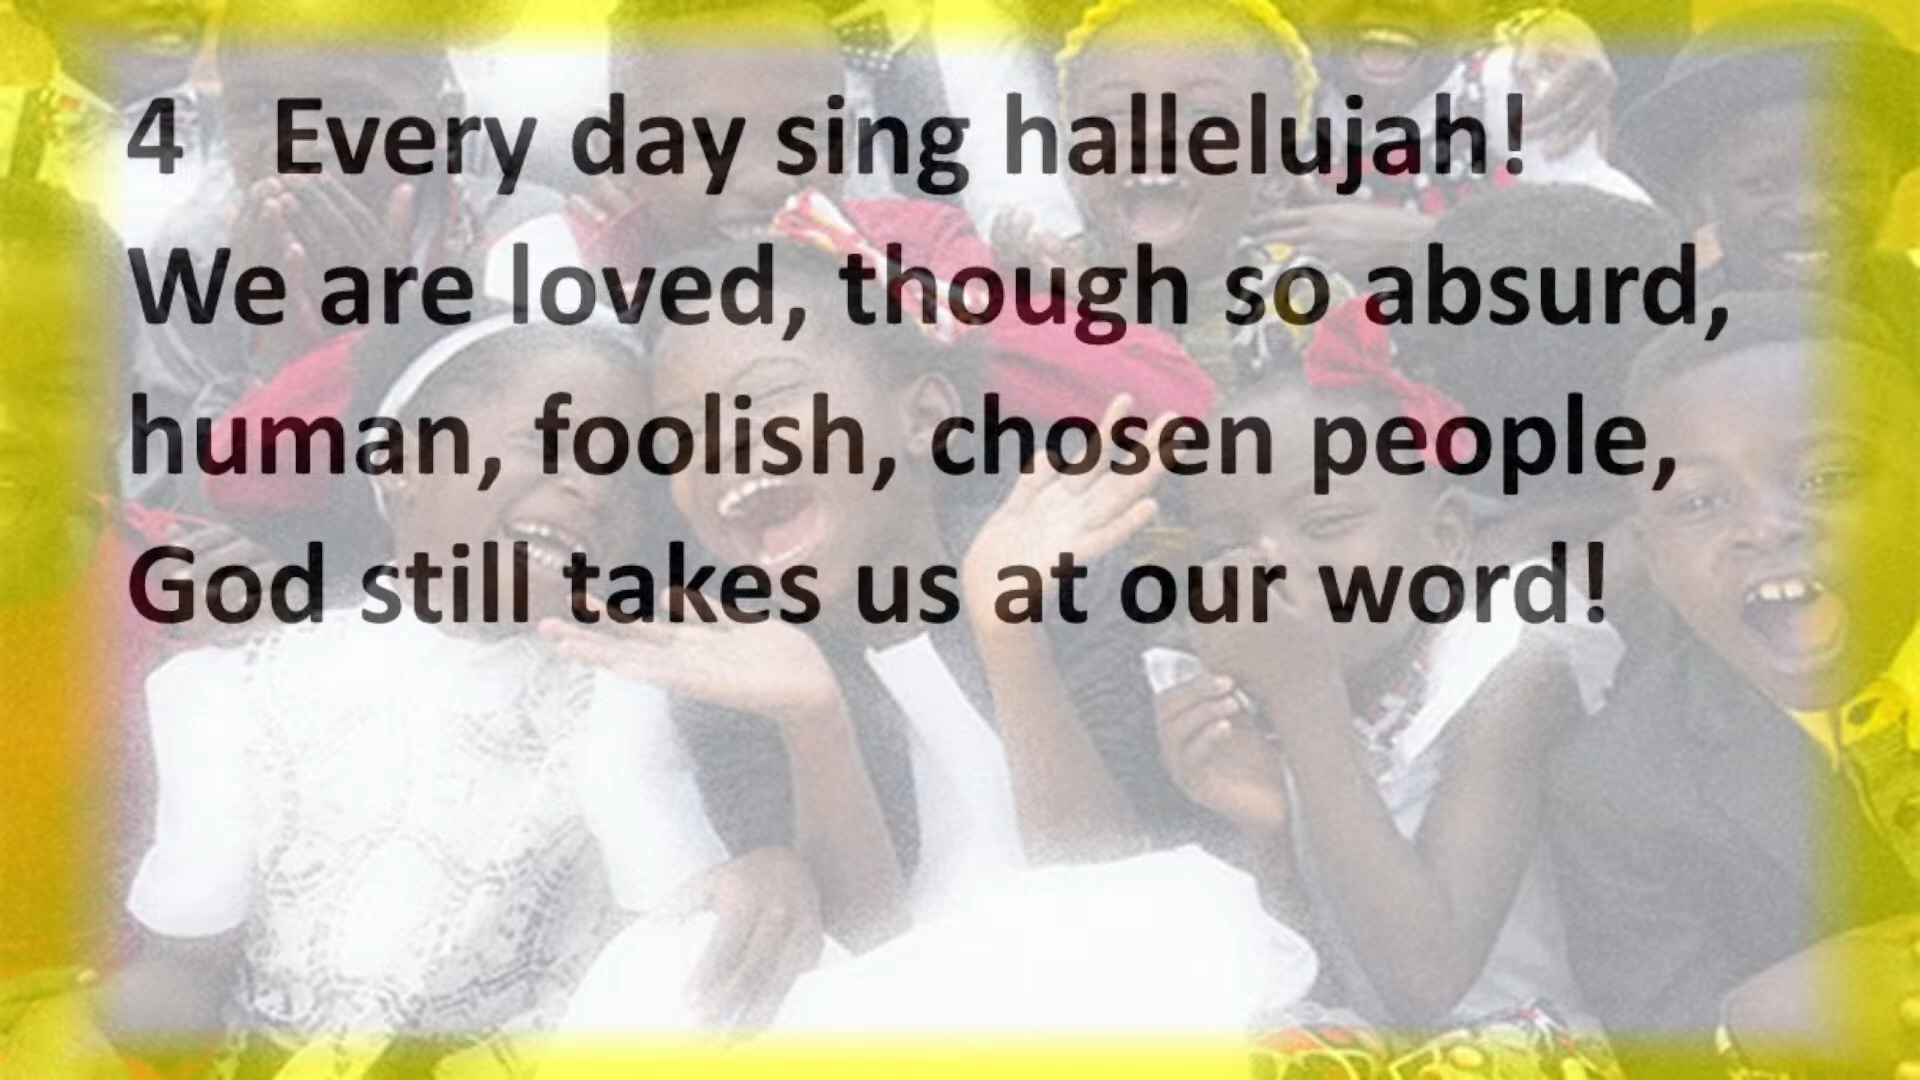 4 Every day sing hallelujah!
We are loved, though so absurd,
human, foolish, chosen people,
God still takes us at our word!